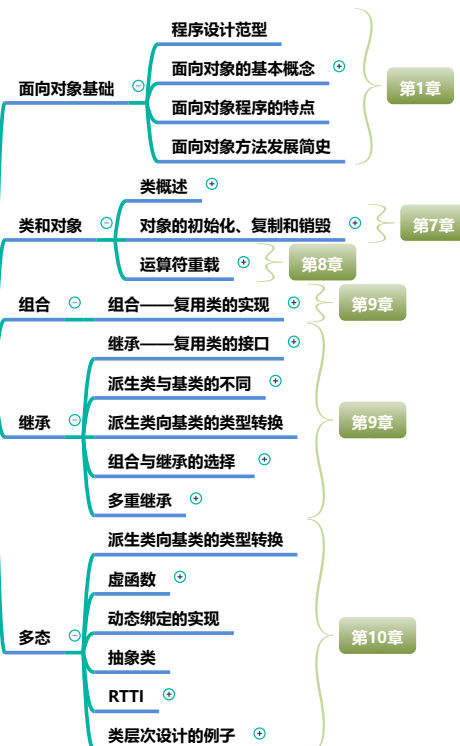 程序设计范型
面向对象的基本概念
面向对象基础
第1章
面向对象程序的特点
面向对象方法发展简史
类概述
类和对象
对象的初始化、复制和销毁
第7章
运算符重载
第8章
组合
组合——复用类的实现
第9章
继承——复用类的接口
派生类与基类的不同
继承
派生类向基类的类型转换
第9章
组合与继承的选择
多重继承
派生类向基类的类型转换
虚函数
动态绑定的实现
多态
第10章
抽象类
RTTI
类层次设计的例子